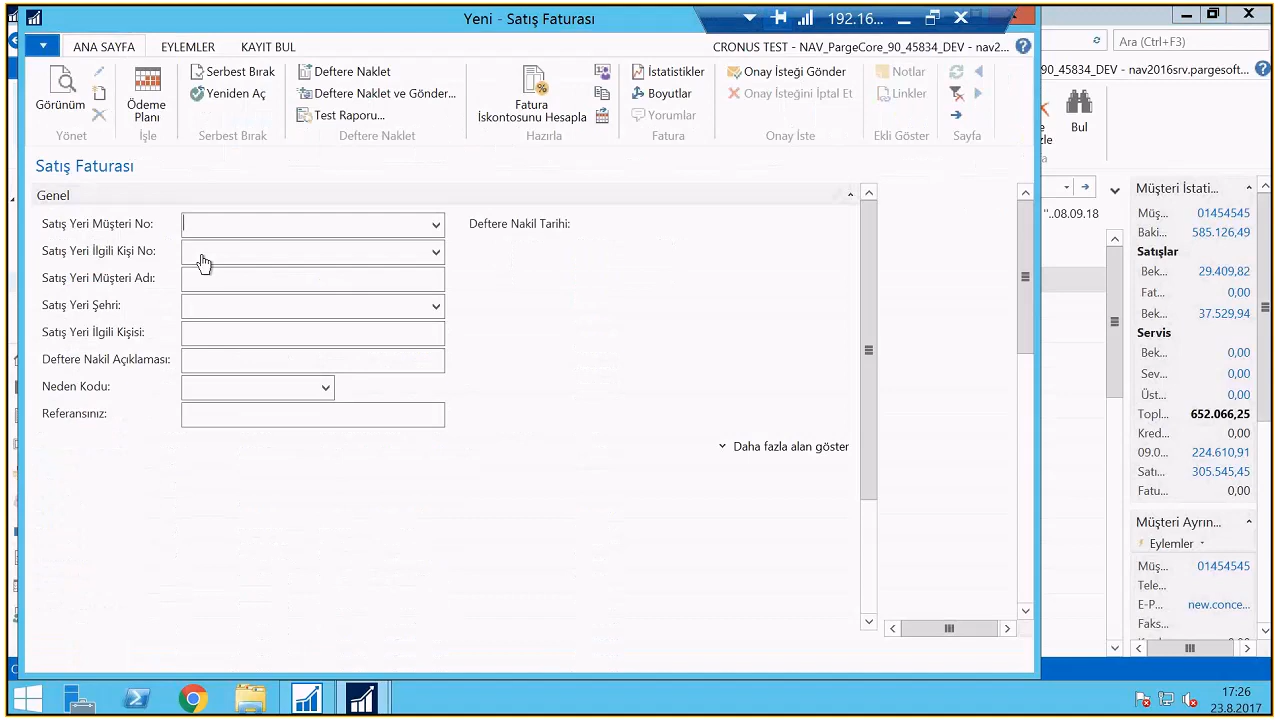 Yeni - Satış Faturası
192.16...
ANA SAYFA
EYLEMLER
KAYIT BUL
CRONUS TEST - NAV_PargeCore_90_45834_DEV - nav2...
Ara (Ctrl+F3)
_90_45834_DEV - nav2016srv.pargesoft...
Görünüm
Yönet
Ödeme
Planı
İşle
Serbest Bırak
Yeniden Aç
Serbest Bırak
Deftere Naklet
Deftere Naklet ve Gönder...
Test Raporu...
Deftere Naklet
Fatura
İskontosunu Hesapla
Hazırla
İstatistikler
Boyutlar
Yorumlar
Fatura
Onay İsteği Gönde...
Onay İsteğini İptal Et
Onay İste
Notlar
Linkler
Ekli Göster
Sayfa
Bul
Satış Faturası
Genel
Satış Yeri Müşteri No:
Deftere Nakil Tarihi:
Satış Yeri İlgili Kişi No:
Satış Yeri Müşteri Adı:
Satış Yeri Şehri:
Satış Yeri İlgili Kişisi:
Deftere Nakil Açıklaması:
Neden Kodu:
Referansınız:
Daha fazla alan göster
''..08.09.18
Müşteri İstati...
Müş... 01454545
Baki... 585.126,49
Satışlar
Bek... 29.409,82
Fat... 0,00
Bek... 37.529,94
Servis
Bek... 0,00
Sev... 0,00
Üst... 0,00
Topl... 652.066,25
Kred... 0,00
09.0... 224.610,91
Satı... 305.545,45
Fatu... 0,00
Müşteri Ayrın...
Eylemler
Müş... 01454545
Tele...
E-P... new.conce...
Faks...
17:26
23.8.2017